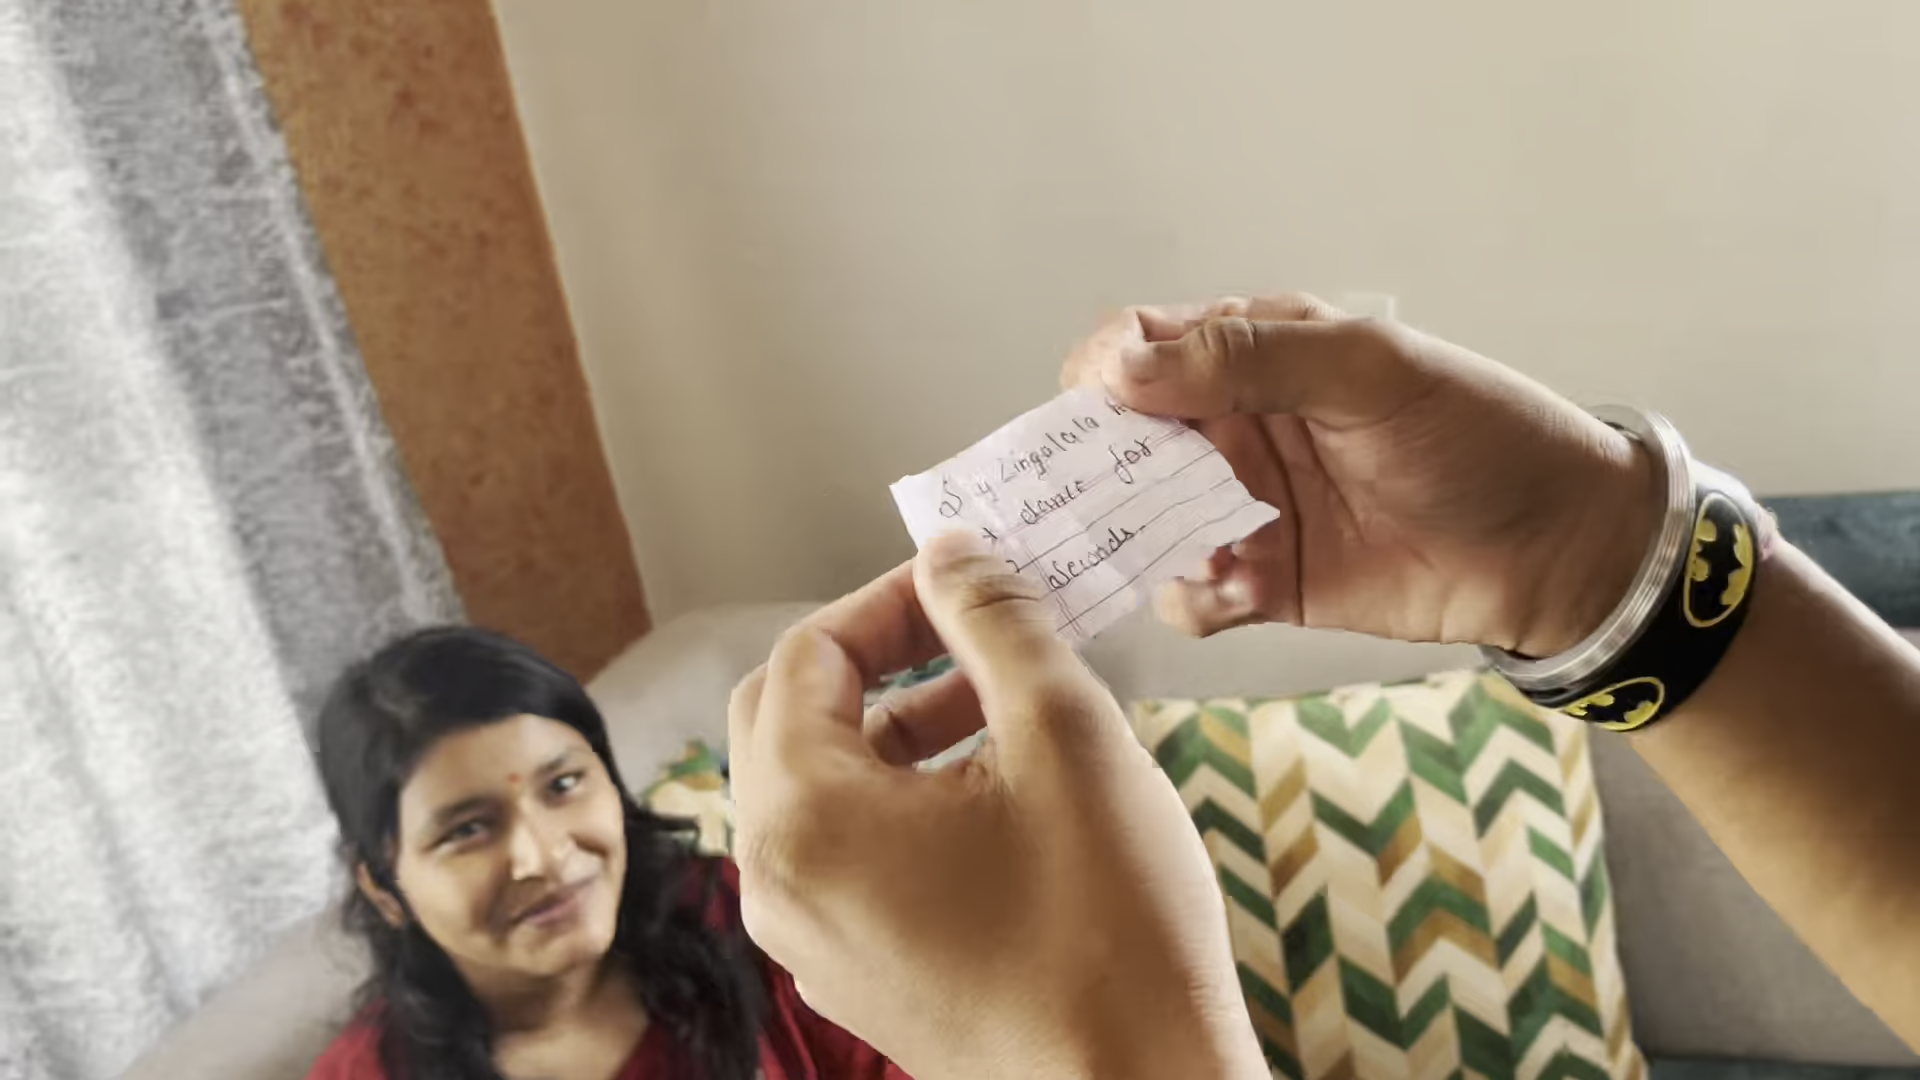 Say Zingalala
* dance for
seconds.